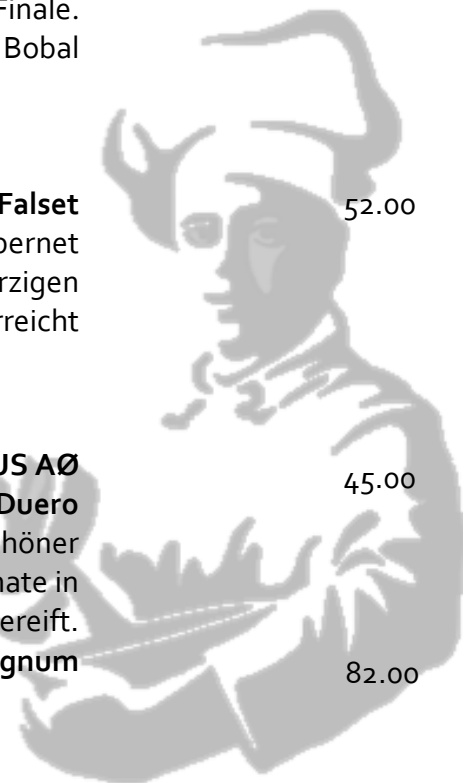 Finale.
Bobal
Falset 52.00
bernet
rzigen
rreicht
US AØ 45.00
Duero
höner
nate in
ereift.
gnum 82.00